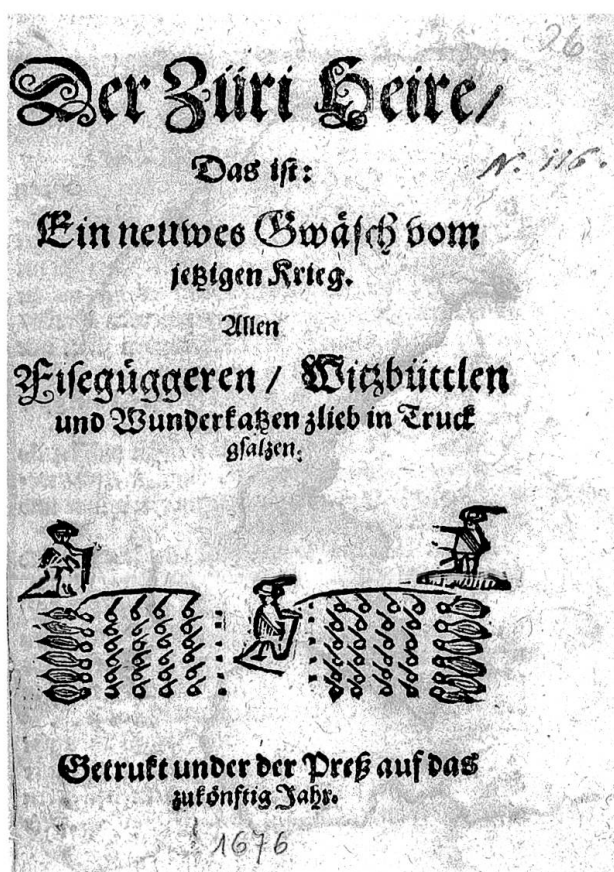 26
Der Züri Heire/
Das ist:
N. 116.
Ein neuwes Gwäsch vom
jetzigen Krieg.
Allen
Fisegüggeren / Witzbüttlen
und Wunderkatzen zlieb in Truck
gsalzen.
Getrukt under der Preß auf das
zukönftig Jahr.
1676